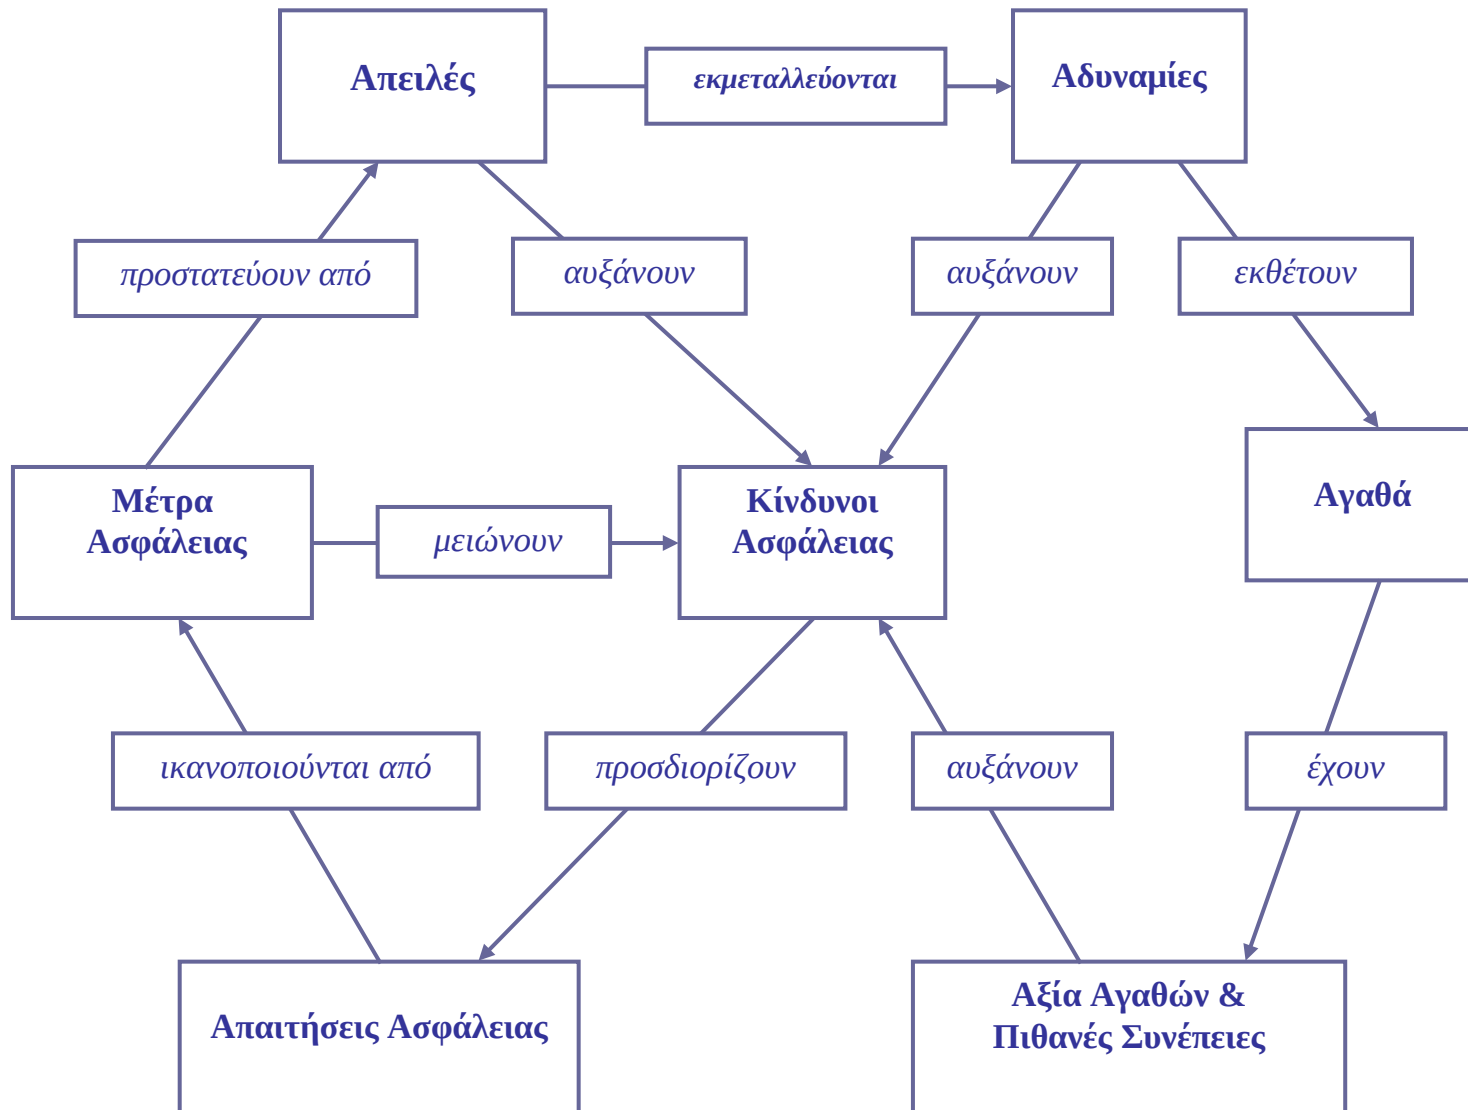 Απειλές
εκμεταλλεύονται
Αδυναμίες
προστατεύουν από
αυξάνουν
αυξάνουν
εκθέτουν
Μέτρα
Ασφάλειας
μειώνουν
Κίνδυνοι
Ασφάλειας
Αγαθά
ικανοποιούνται από
προσδιορίζουν
αυξάνουν
έχουν
Απαιτήσεις Ασφάλειας
Αξία Αγαθών &
Πιθανές Συνέπειες